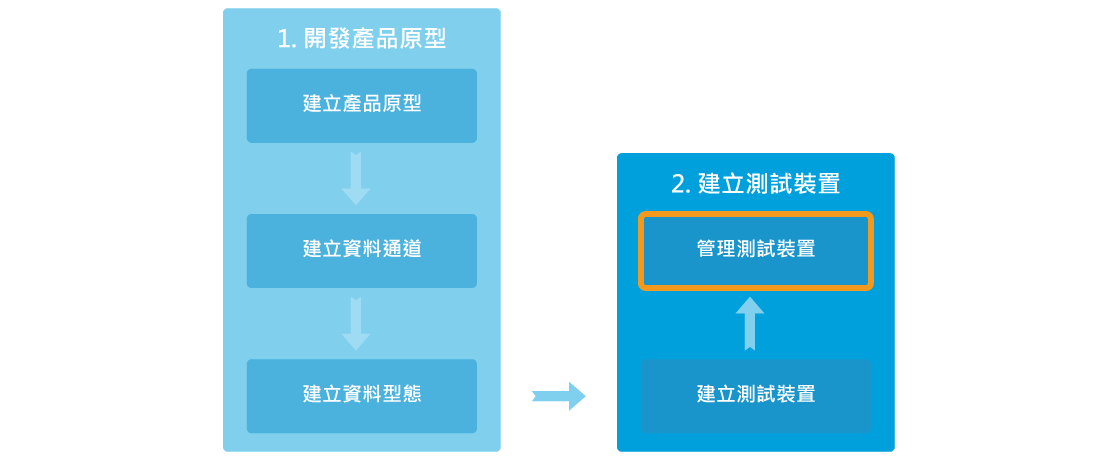 1. 開發產品原型
建立產品原型
建立資料通道
建立資料型態
2. 建立測試裝置
管理測試裝置
建立測試裝置